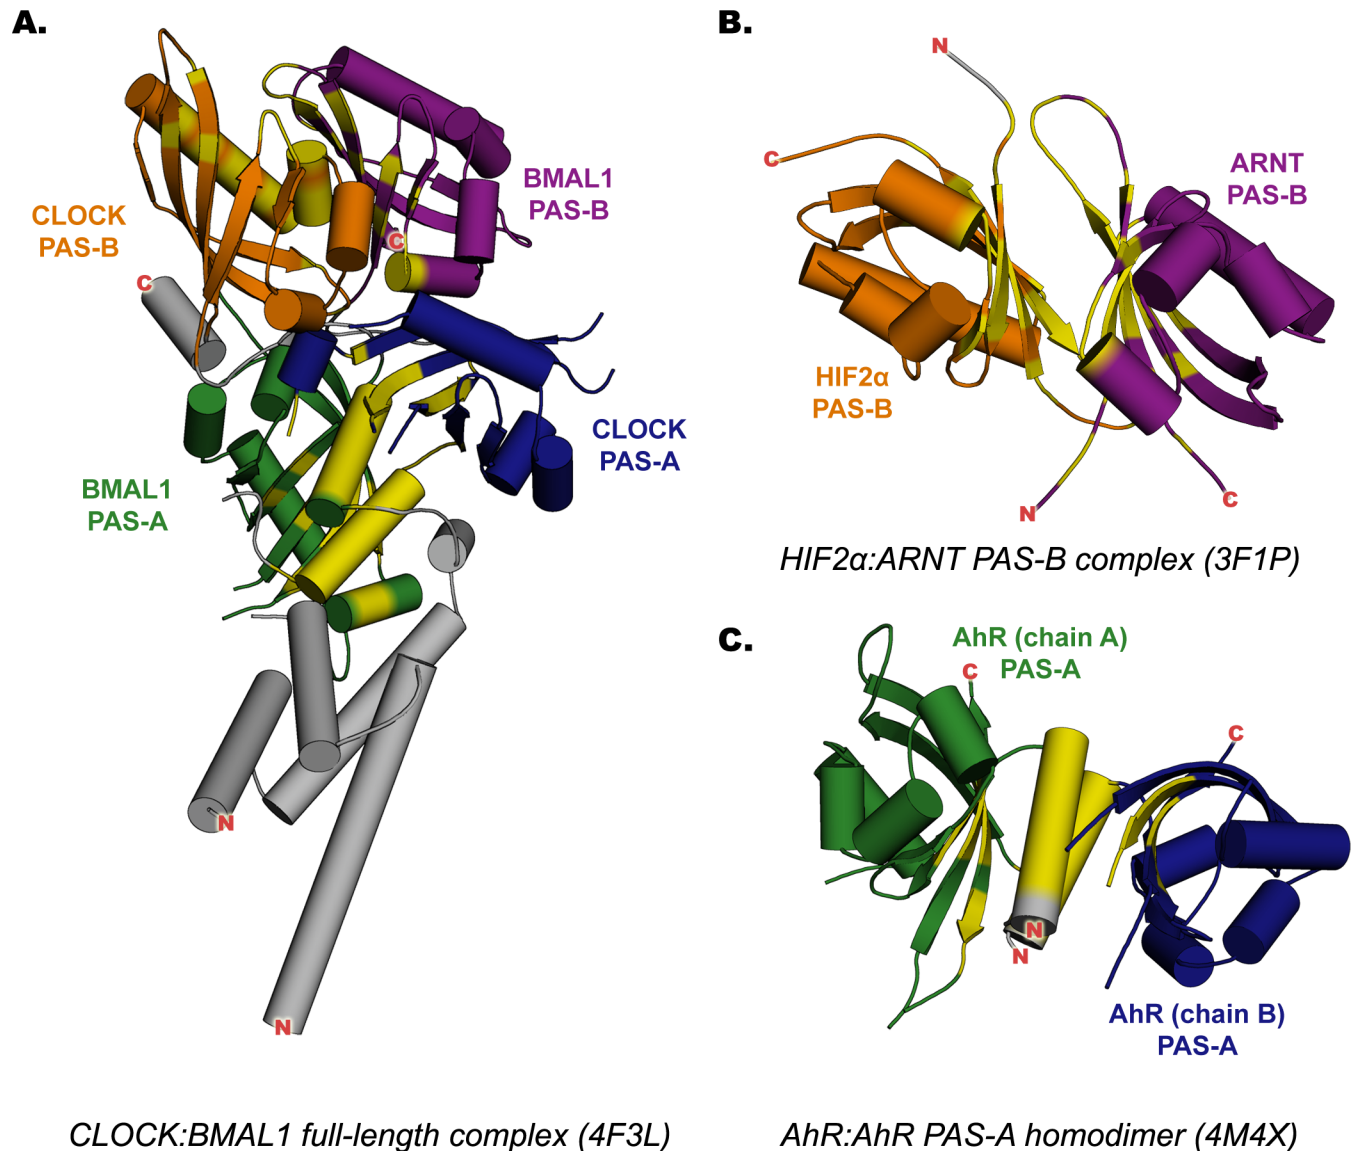 A.
BMAL1
PAS-B
CLOCK
PAS-B
C
C
CLOCK
PAS-A
BMAL1
PAS-A
N
N
CLOCK:BMAL1 full-length complex (4F3L)
B.
N
C
ARNT
PAS-B
HIF2α
PAS-B
N
C
HIF2α:ARNT PAS-B complex (3F1P)
C.
AhR (chain A)
PAS-A
C
C
N
N
AhR (chain B)
PAS-A
AhR:AhR PAS-A homodimer (4M4X)